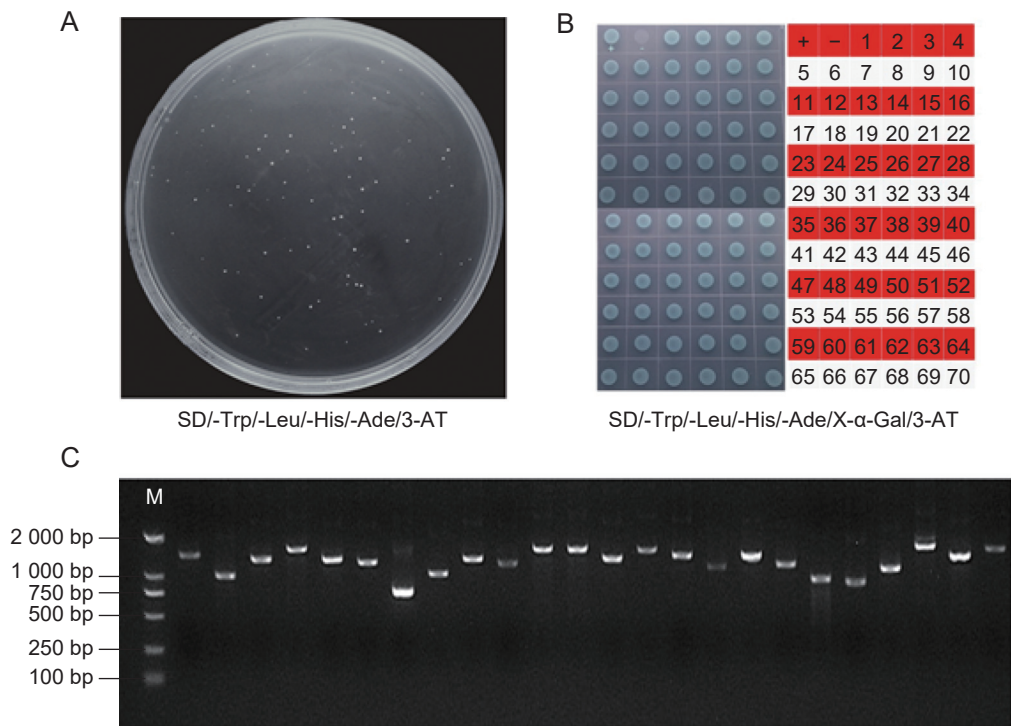 A
B
+ −
+ − 1 2 3 4
5 6 7 8 9 10
11 12 13 14 15 16
17 18 19 20 21 22
23 24 25 26 27 28
29 30 31 32 33 34
35 36 37 38 39 40
41 42 43 44 45 46
47 48 49 50 51 52
53 54 55 56 57 58
59 60 61 62 63 64
65 66 67 68 69 70
SD/-Trp/-Leu/-His/-Ade/3-AT
SD/-Trp/-Leu/-His/-Ade/X-α-Gal/3-AT
C
M
2 000 bp
1 000 bp
750 bp
500 bp
250 bp
100 bp